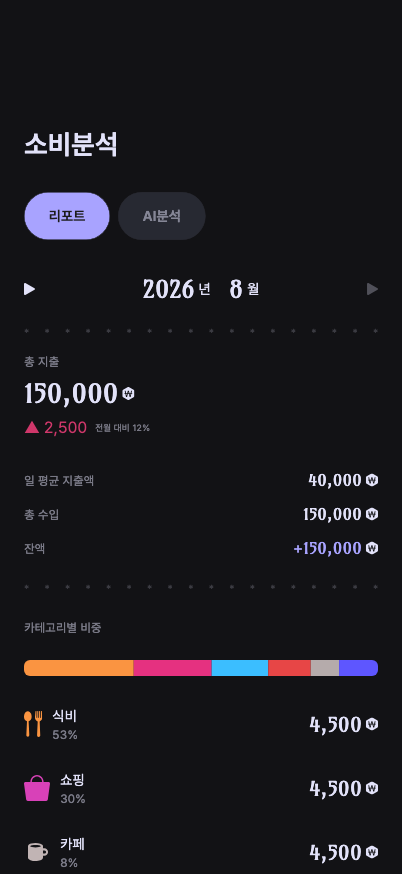 소비분석
리포트 AI분석
2026 년 8 월
총 지출
150,000 ₩
▲ 2,500 전월 대비 12%
일 평균 지출액 40,000 ₩
총 수입 150,000 ₩
잔액 +150,000 ₩
카테고리별 비중
식비 4,500 ₩
53%
쇼핑 4,500 ₩
30%
카페 4,500 ₩
8%